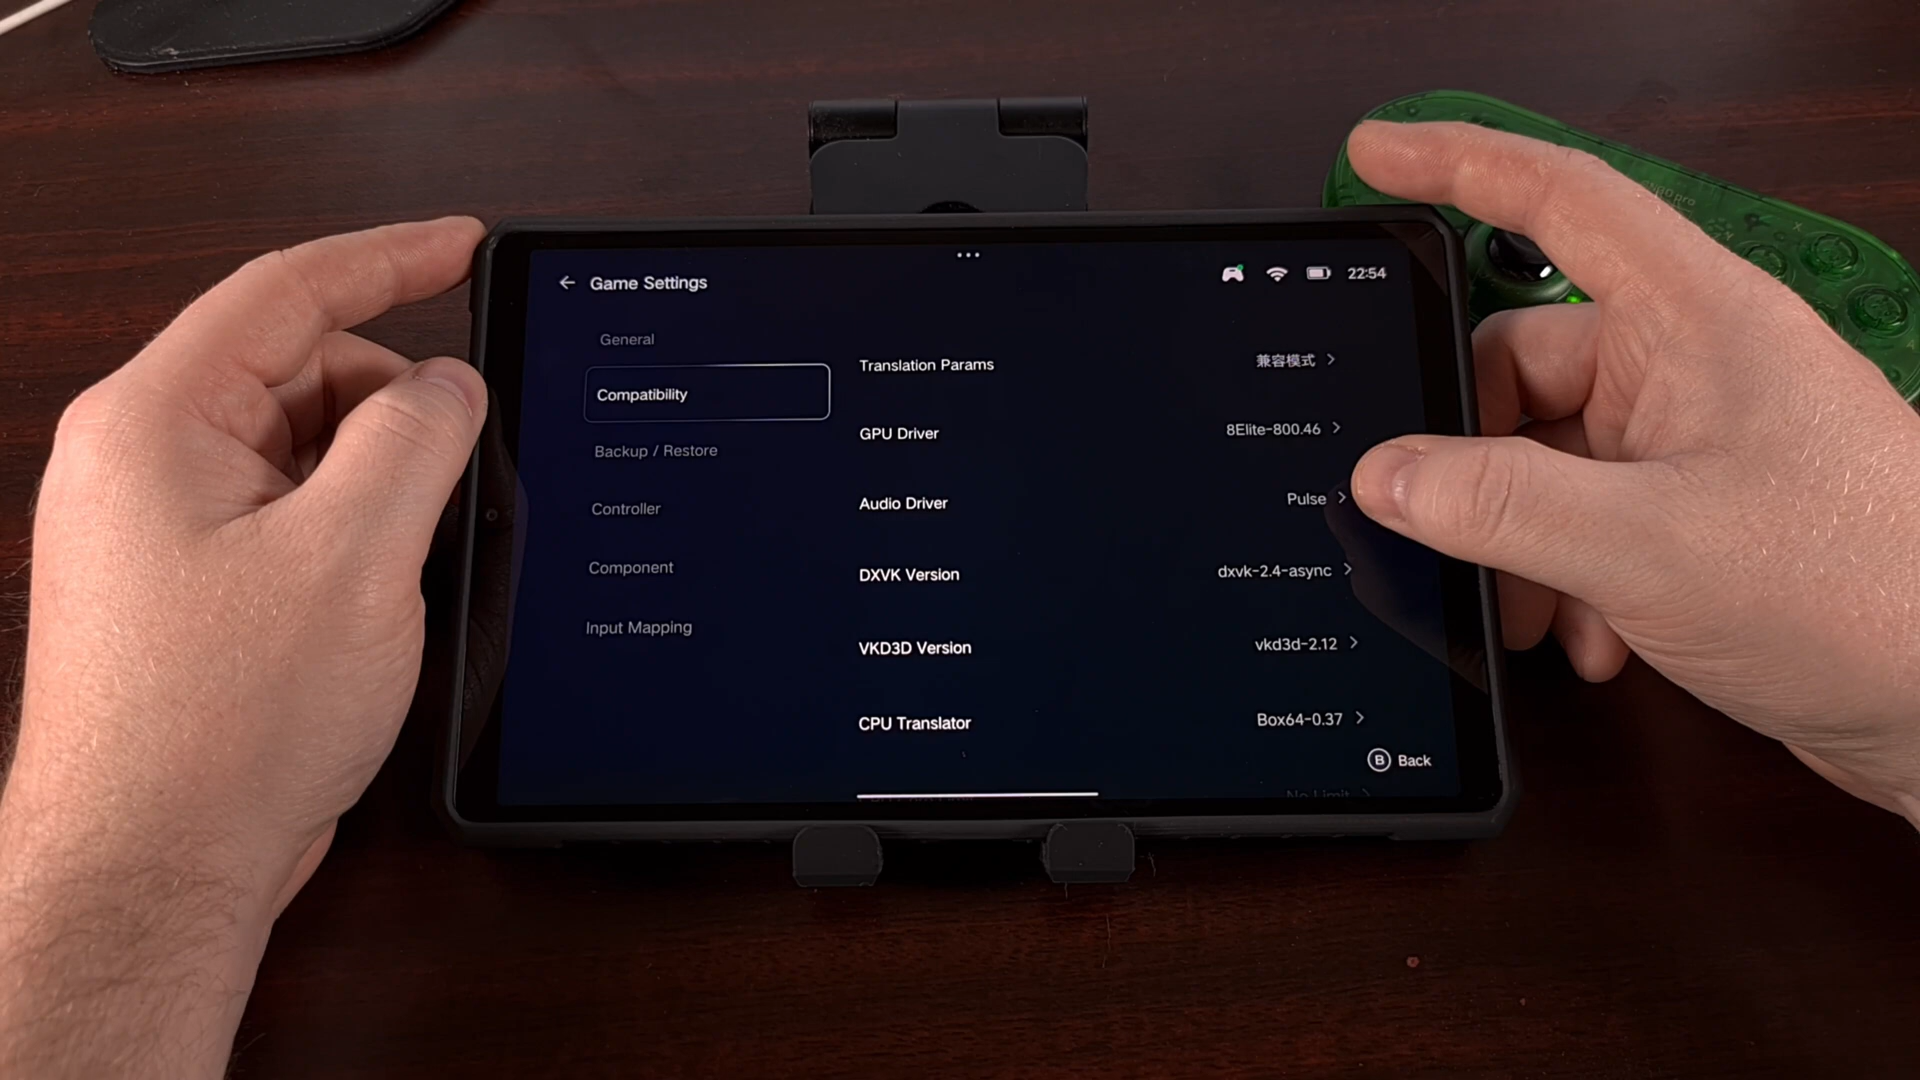 Game Settings
22:54
General
Compatibility
Backup / Restore
Controller
Component
Input Mapping
Translation Params
兼容模式
GPU Driver
8Elite-800.46
Audio Driver
Pulse
DXVK Version
dxvk-2.4-async
VKD3D Version
vkd3d-2.12
CPU Translator
Box64-0.37
B Back
No Limit
X
A